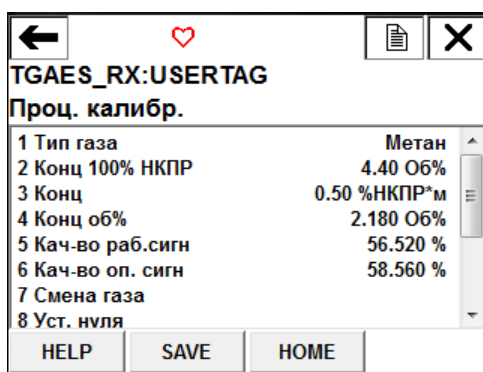 TGAES_RX:USERTAG
Проц. калибр.
1 Тип газа Метан
2 Конц 100% НКПР 4.40 Об%
3 Конц 0.50 %НКПР*м
4 Конц об% 2.180 Об%
5 Кач-во раб.сигн 56.520 %
6 Кач-во оп. сигн 58.560 %
7 Смена газа
8 Уст. нуля
HELP SAVE HOME